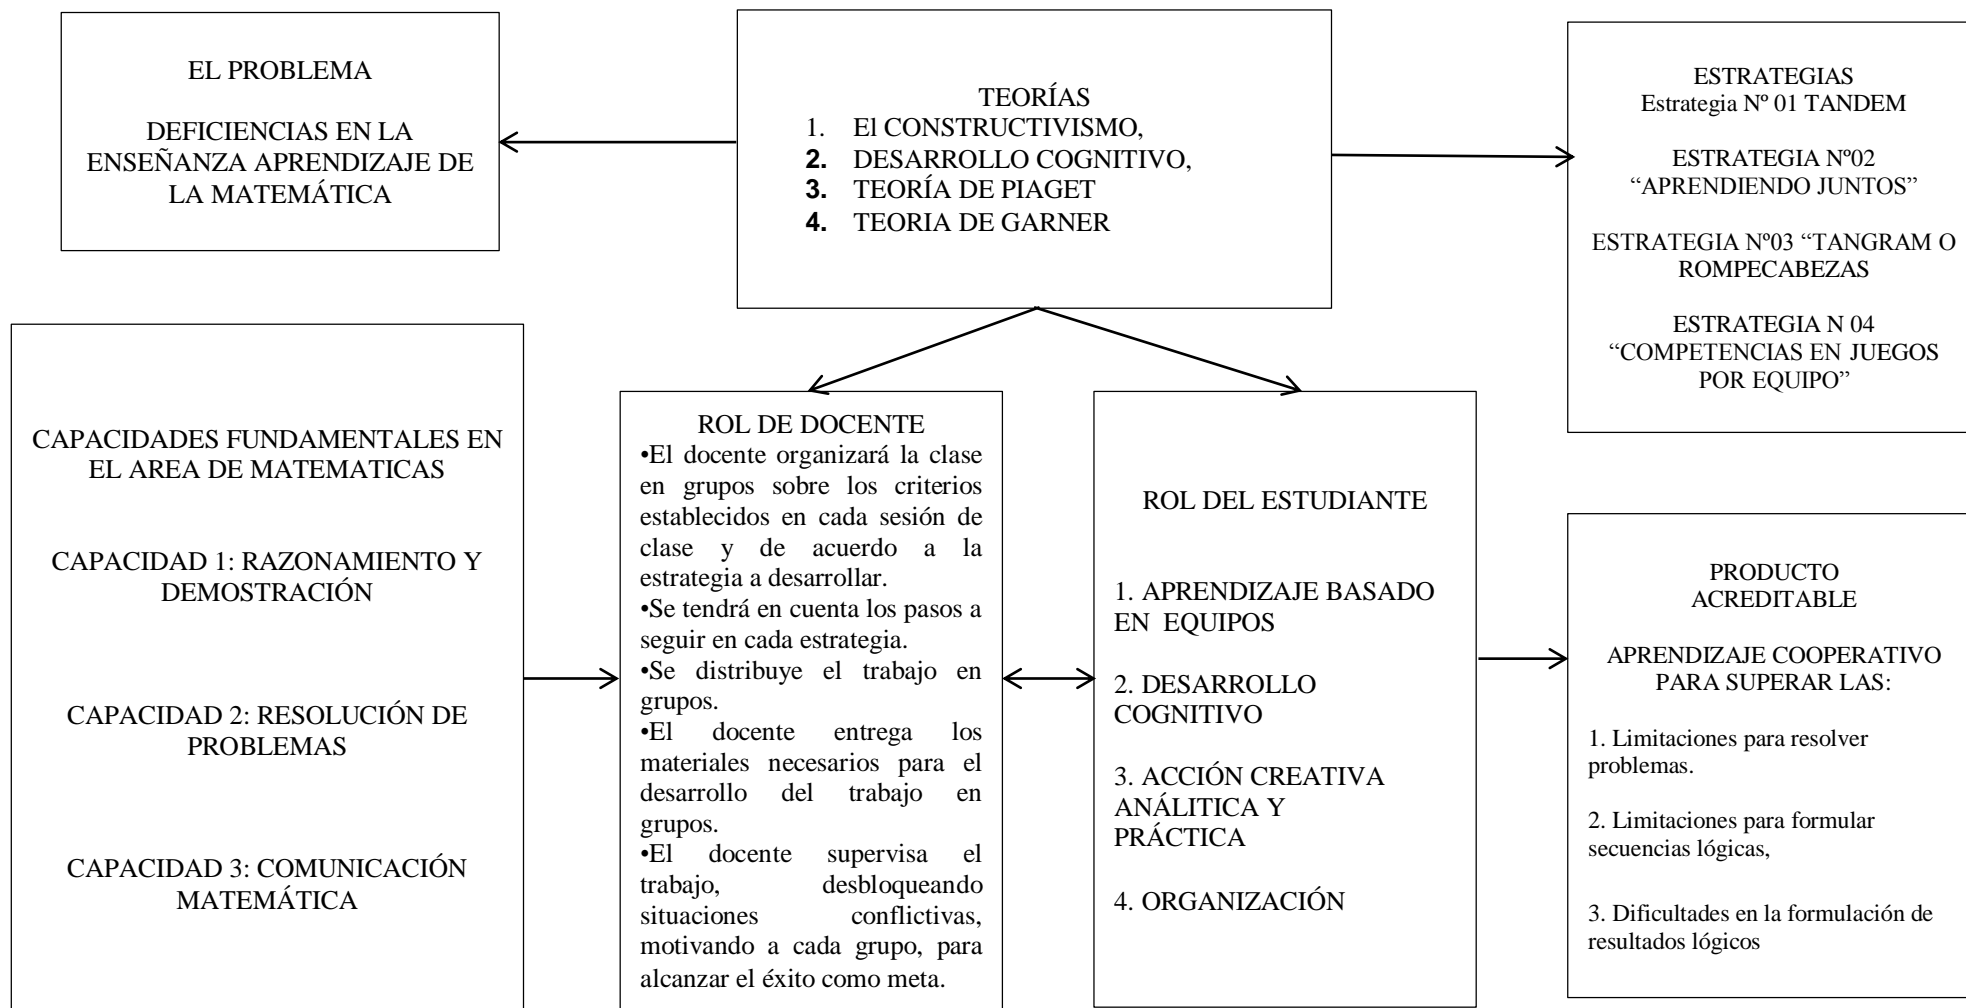 EL PROBLEMA
DEFICIENCIAS EN LA
ENSEÑANZA APRENDIZAJE DE
LA MATEMÁTICA
TEORÍAS
1. El CONSTRUCTIVISMO,
2. DESARROLLO COGNITIVO,
3. TEORÍA DE PIAGET
4. TEORIA DE GARNER
ESTRATEGIAS
Estrategia Nº 01 TANDEM
ESTRATEGIA Nº02
“APRENDIENDO JUNTOS”
ESTRATEGIA Nº03 “TANGRAM O
ROMPECABEZAS
ESTRATEGIA N 04
“COMPETENCIAS EN JUEGOS
POR EQUIPO”
CAPACIDADES FUNDAMENTALES EN
EL AREA DE MATEMATICAS
CAPACIDAD 1: RAZONAMIENTO Y
DEMOSTRACIÓN
CAPACIDAD 2: RESOLUCIÓN DE
PROBLEMAS
CAPACIDAD 3: COMUNICACIÓN
MATEMÁTICA
ROL DE DOCENTE
•El docente organizará la clase
en grupos sobre los criterios
establecidos en cada sesión de
clase y de acuerdo a la
estrategia a desarrollar.
•Se tendrá en cuenta los pasos a
seguir en cada estrategia.
•Se distribuye el trabajo en
grupos.
•El docente entrega los
materiales necesarios para el
desarrollo del trabajo en
grupos.
•El docente supervisa el
trabajo, desbloqueando
situaciones conflictivas,
motivando a cada grupo, para
alcanzar el éxito como meta.
ROL DEL ESTUDIANTE
1. APRENDIZAJE BASADO
EN EQUIPOS
2. DESARROLLO
COGNITIVO
3. ACCIÓN CREATIVA
ANÁLITICA Y
PRÁCTICA
4. ORGANIZACIÓN
PRODUCTO
ACREDITABLE
APRENDIZAJE COOPERATIVO
PARA SUPERAR LAS:
1. Limitaciones para resolver
problemas.
2. Limitaciones para formular
secuencias lógicas,
3. Dificultades en la formulación de
resultados lógicos